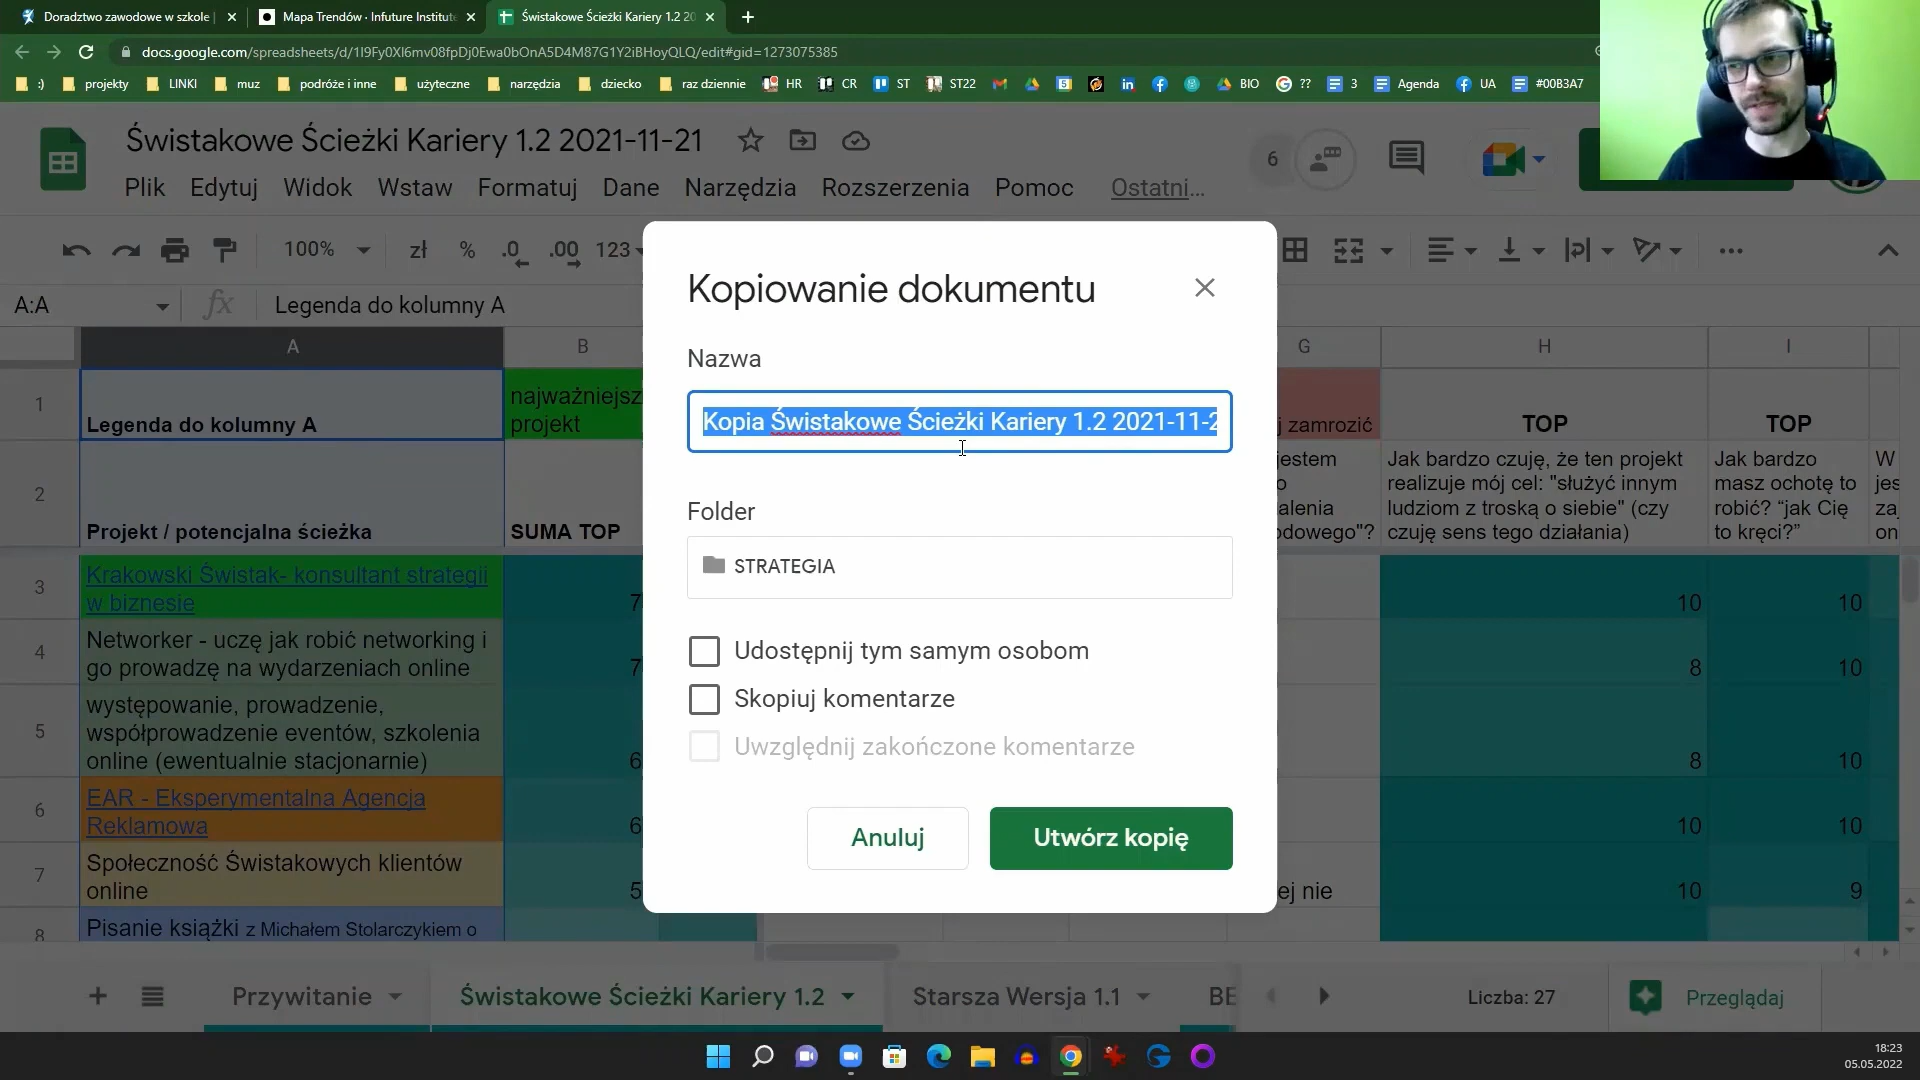 Doradztwo zawodowe w szkole
Mapa Trendów · Infuture Institute
Świstakowe Ścieżki Kariery 1.2 20
docs.google.com/spreadsheets/d/1I9Fy0Xl6mv08fpDj0Ewa0bOnA5D4M87G1Y2iBHoyQLQ/edit#gid=1273075385
:) projekty LINKI muz podróże i inne użyteczne narzędzia dziecko raz dziennie HR CR ST ST22 BIO ?? 3 Agenda UA #00B3A7
Świstakowe Ścieżki Kariery 1.2 2021-11-21
6
Plik Edytuj Widok Wstaw Formatuj Dane Narzędzia Rozszerzenia Pomoc Ostatni...
100% zł % .0 .00 123
A:A fx Legenda do kolumny A
A B G H I
1 Legenda do kolumny A
najważniejsz
projekt
j zamrozić
TOP
TOP
2 Projekt / potencjalna ścieżka
SUMA TOP
jestem
o
alenia
odowego"?
Jak bardzo czuję, że ten projekt
realizuje mój cel: "służyć innym
ludziom z troską o siebie" (czy
czuję sens tego działania)
Jak bardzo
masz ochotę to
robić? “jak Cię
to kręci?”
W
jes
za
on
3 Krakowski Świstak- konsultant strategii
w biznesie
7 10 10
4 Networker - uczę jak robić networking i
go prowadzę na wydarzeniach online
7 8 10
5 występowanie, prowadzenie,
współprowadzenie eventów, szkolenia
online (ewentualnie stacjonarnie)
6 8 10
6 EAR - Eksperymentalna Agencja
Reklamowa
6 10 10
7 Społeczność Świstakowych klientów
online
5 ej nie 10 9
8 Pisanie książki z Michałem Stolarczykiem o
Kopiowanie dokumentu
Nazwa
Kopia Świstakowe Ścieżki Kariery 1.2 2021-11-2
Folder
STRATEGIA
Udostępnij tym samym osobom
Skopiuj komentarze
Uwzględnij zakończone komentarze
Anuluj
Utwórz kopię
Przywitanie
Świstakowe Ścieżki Kariery 1.2
Starsza Wersja 1.1
BE
Liczba: 27
Przeglądaj
18:23
05.05.2022